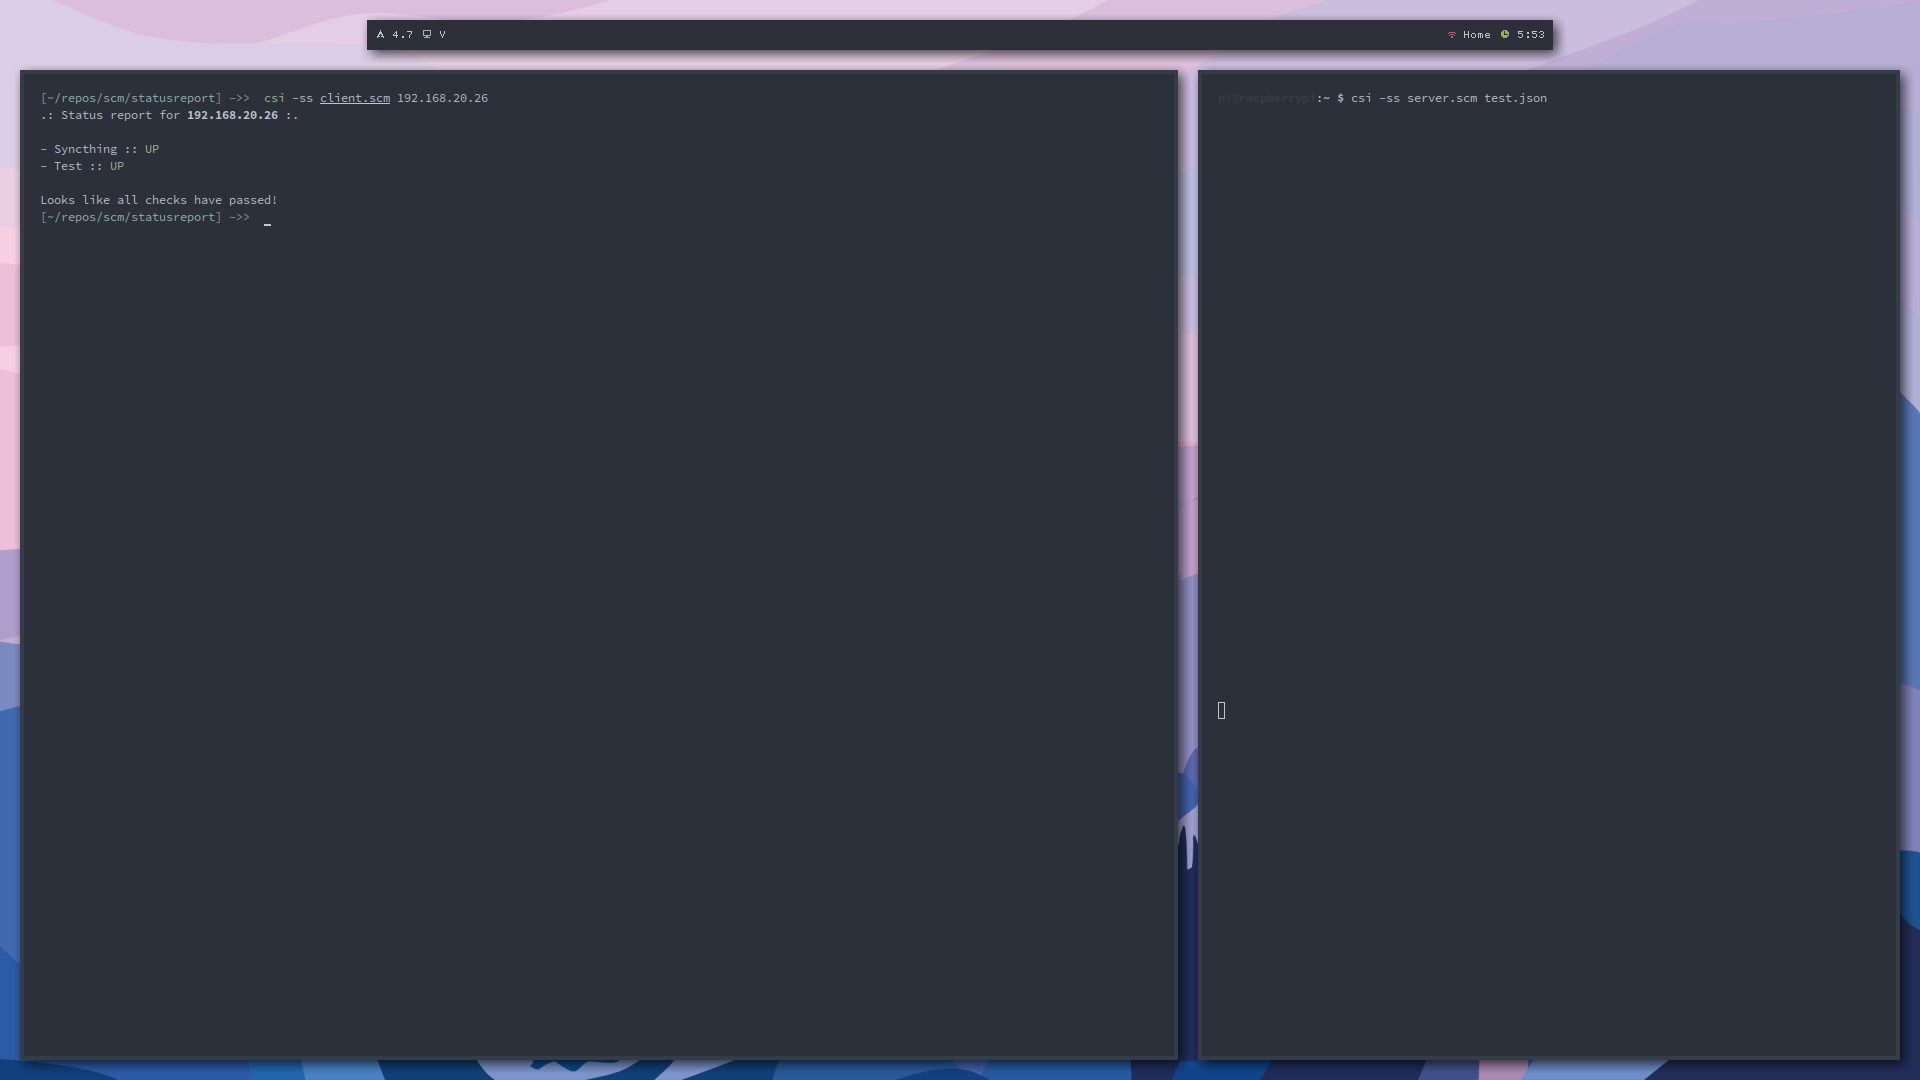 4.7 V
Home 5:53
[~/repos/scm/statusreport] ->> csi -ss client.scm 192.168.20.26
.: Status report for 192.168.20.26 :.
- Syncthing :: UP
- Test :: UP
Looks like all checks have passed!
[~/repos/scm/statusreport] ->> _
pi@raspberrypi:~ $ csi -ss server.scm test.json